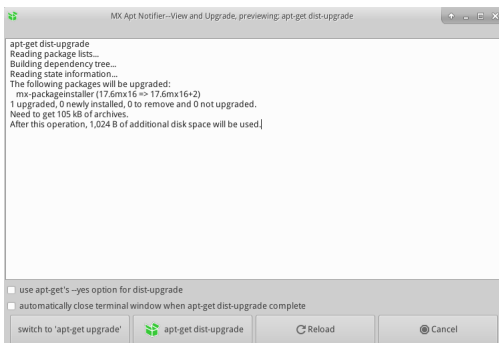 MX Apt Notifier--View and Upgrade, previewing: apt-get dist-upgrade
apt-get dist-upgrade
Reading package lists...
Building dependency tree...
Reading state information...
The following packages will be upgraded:
mx-packageinstaller (17.6mx16 => 17.6mx16+2)
1 upgraded, 0 newly installed, 0 to remove and 0 not upgraded.
Need to get 105 kB of archives.
After this operation, 1,024 B of additional disk space will be used.
use apt-get's --yes option for dist-upgrade
automatically close terminal window when apt-get dist-upgrade complete
switch to 'apt-get upgrade' apt-get dist-upgrade Reload Cancel